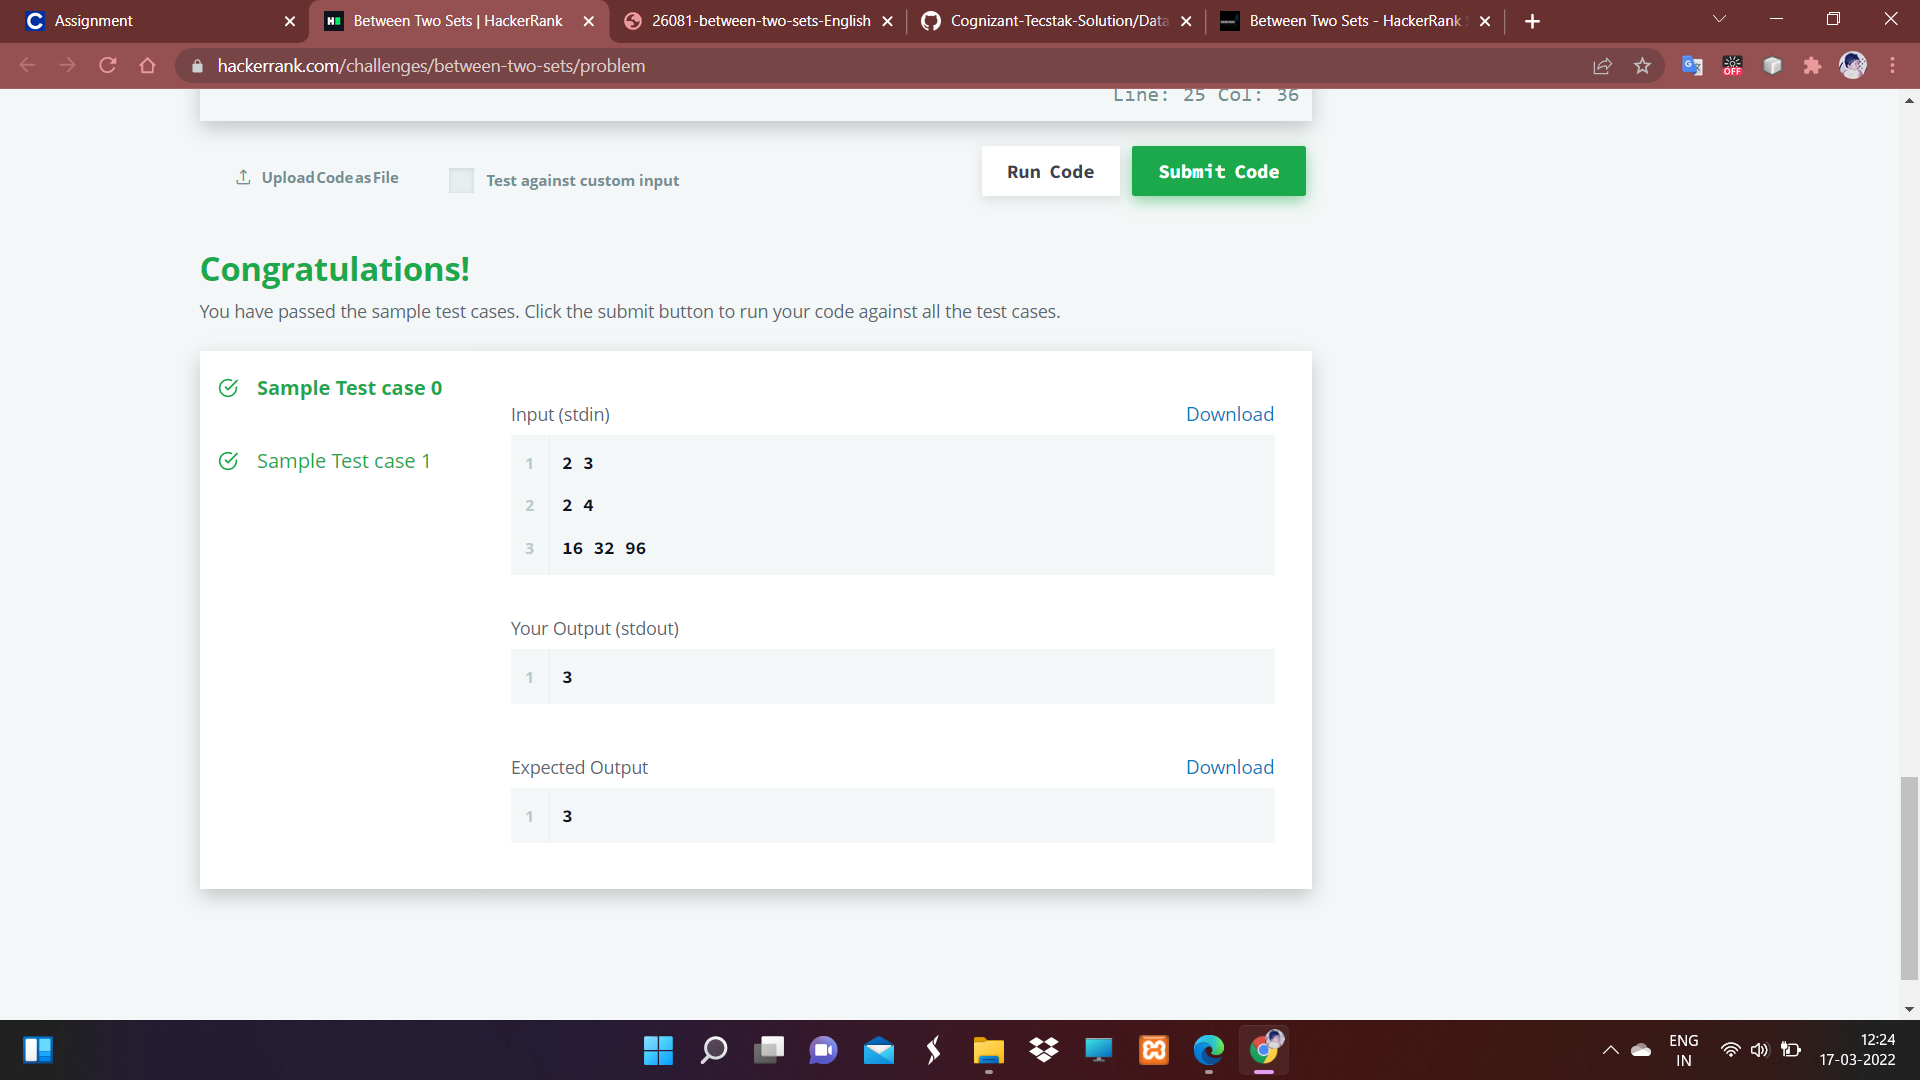 Assignment
Between Two Sets | HackerRank
26081-between-two-sets-English
Cognizant-Tecstak-Solution/Data
Between Two Sets - HackerRank
hackerrank.com/challenges/between-two-sets/problem
OFF
Line: 25 Col: 36
Upload Code as File
Test against custom input
Run Code
Submit Code
Congratulations!
You have passed the sample test cases. Click the submit button to run your code against all the test cases.
Sample Test case 0
Sample Test case 1
Input (stdin)
Download
1 2 3
2 2 4
3 16 32 96
Your Output (stdout)
1 3
Expected Output
Download
1 3
ENG
IN
12:24
17-03-2022